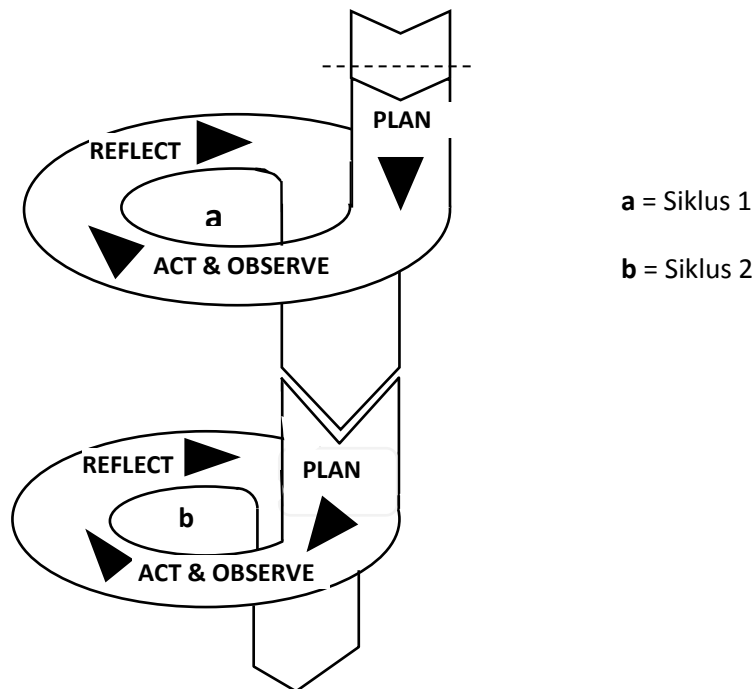 PLAN
REFLECT
a
ACT & OBSERVE
a = Siklus 1
b = Siklus 2
REFLECT
PLAN
b
ACT & OBSERVE